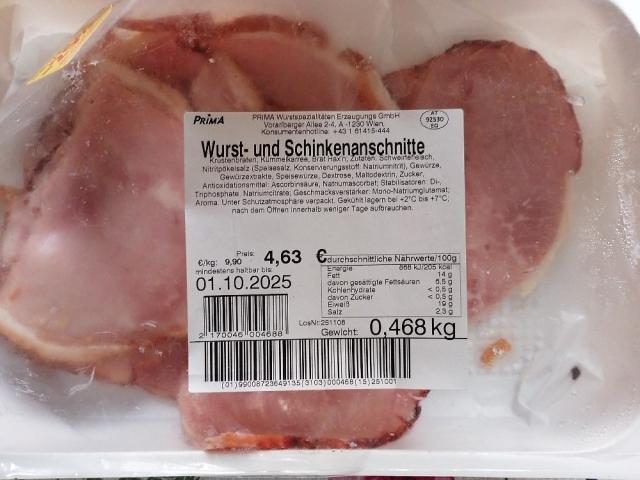 PRIMA
PRIMA Wurstspezialitäten Erzeugungs GmbH
Vorarlberger Allee 2-4, A -1230 Wien,
Konsumentenhotline: +43 1 61415-444
AT
92530
EG
Wurst- und Schinkenanschnitte
Krustenbraten, Kümmelkarree, Brat Hax'n; Zutaten: Schweinefleisch,
Nitritpökelsalz (Speisesalz, Konservierungsstoff: Natriumnitrit), Gewürze,
Gewürzextrakte, Speisewürze, Dextrose, Maltodextrin, Zucker,
Antioxidationsmittel: Ascorbinsäure, Natriumascorbat; Stabilisatoren: Di-,
Triphosphate, Natriumcitrate; Geschmacksverstärker: Mono-Natriumglutamat;
Aroma. Unter Schutzatmosphäre verpackt. Gekühlt lagern bei +2°C bis +7°C;
nach dem Öffnen innerhalb weniger Tage aufbrauchen.
€/kg: 9,90 Preis: 4,63 €
mindestens haltbar bis:
01.10.2025
durchschnittliche Nährwerte/100g
Energie 858 kJ/205 kcal
Fett 14 g
davon gesättigte Fettsäuren 5,5 g
Kohlenhydrate < 0,5 g
davon Zucker < 0,5 g
Eiweiß 19 g
Salz 2,3 g
2 170046 304688
LosNr:251108
Gewicht: 0,468 kg
(01)99008723649135(3103)000468(15)251001